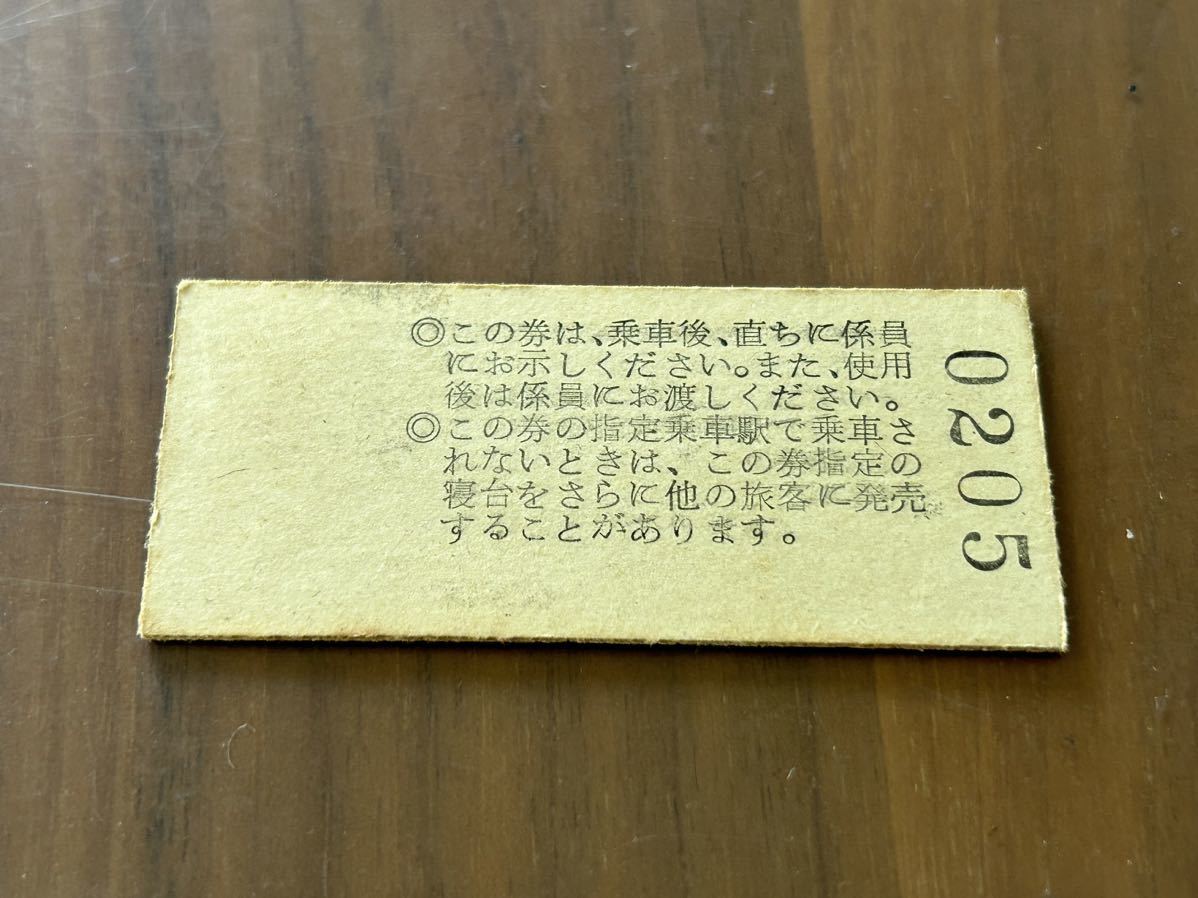 ◎この券は、乗車後、直ちに係員
にお示しください。また、使用
後は係員にお渡しください。
◎この券の指定乗車駅で乗車さ
れないときは、この券指定の
寝台をさらに他の旅客に発売
することがあります。
0205